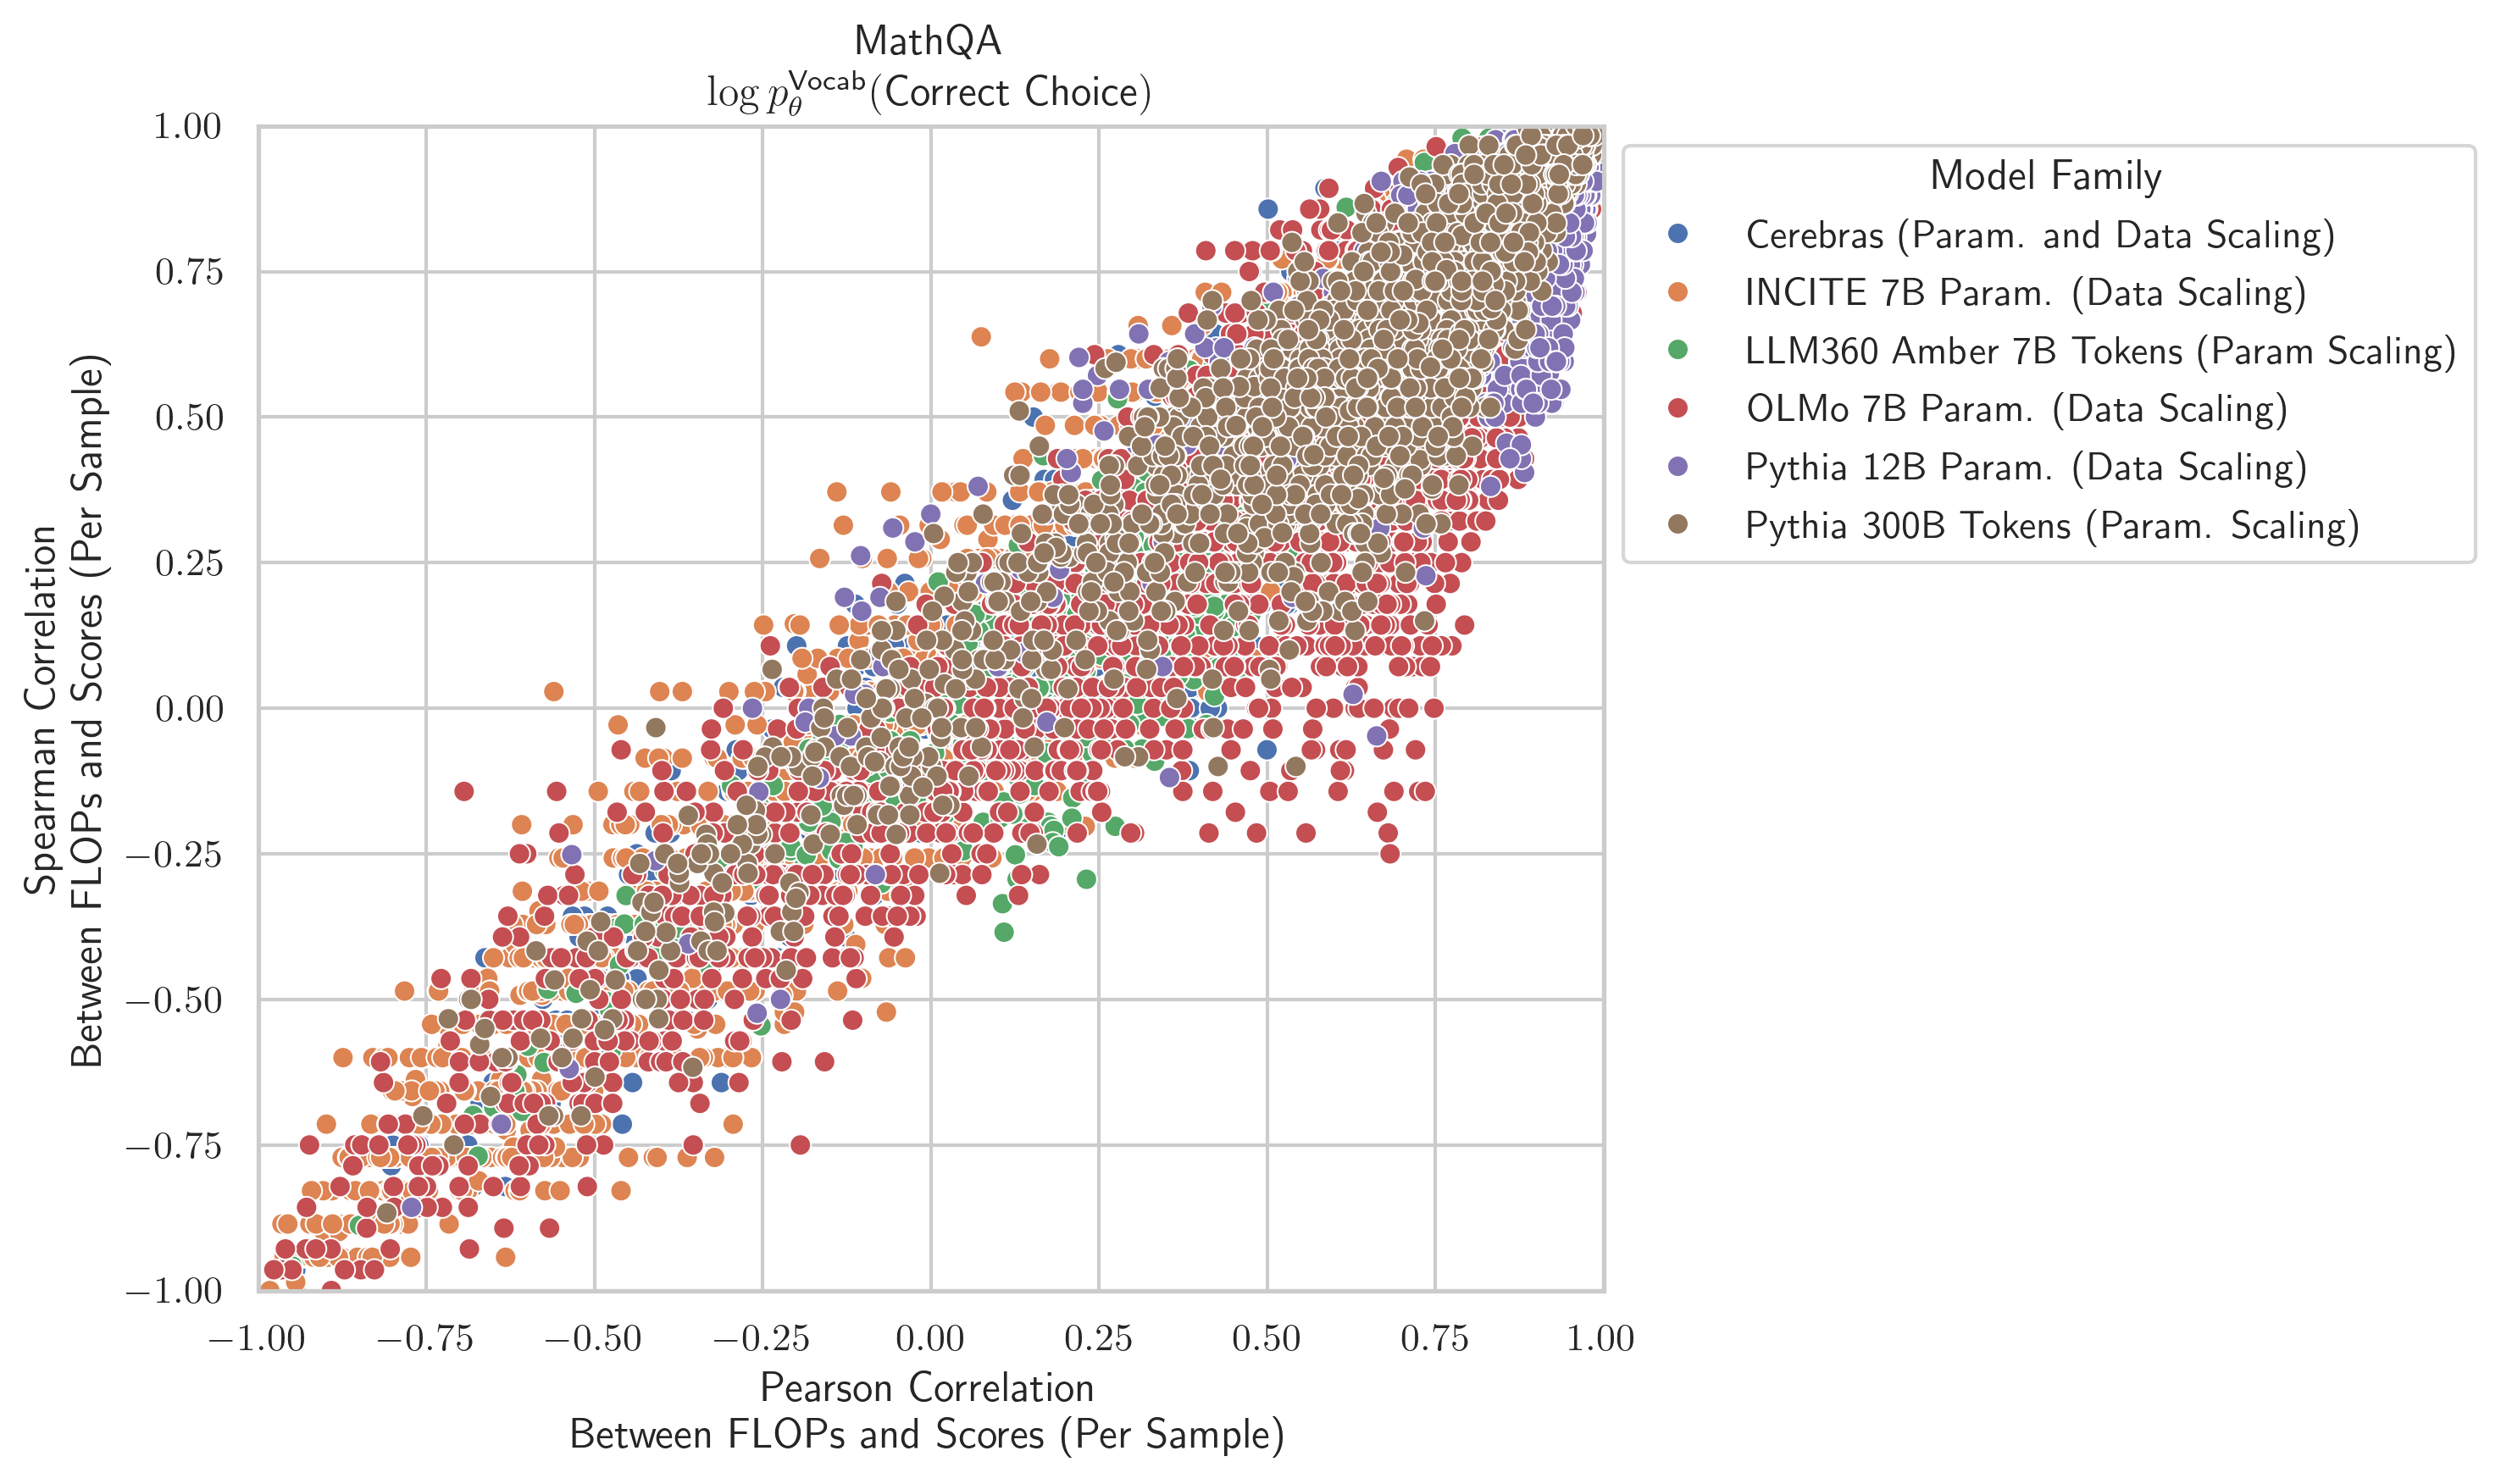 MathQA
log p_θ^Vocab(Correct Choice)
1.00
0.75
0.50
0.25
0.00
−0.25
−0.50
−0.75
−1.00
Spearman Correlation
Between FLOPs and Scores (Per Sample)
−1.00 −0.75 −0.50 −0.25 0.00 0.25 0.50 0.75 1.00
Pearson Correlation
Between FLOPs and Scores (Per Sample)
Model Family
Cerebras (Param. and Data Scaling)
INCITE 7B Param. (Data Scaling)
LLM360 Amber 7B Tokens (Param Scaling)
OLMo 7B Param. (Data Scaling)
Pythia 12B Param. (Data Scaling)
Pythia 300B Tokens (Param. Scaling)